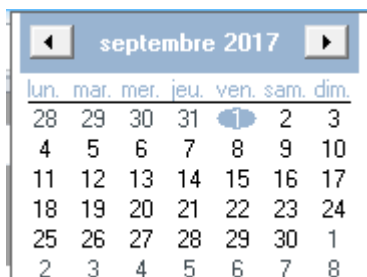 septembre 2017
lun. mar. mer. jeu. ven. sam. dim.
28 29 30 31 1 2 3
4 5 6 7 8 9 10
11 12 13 14 15 16 17
18 19 20 21 22 23 24
25 26 27 28 29 30 1
2 3 4 5 6 7 8